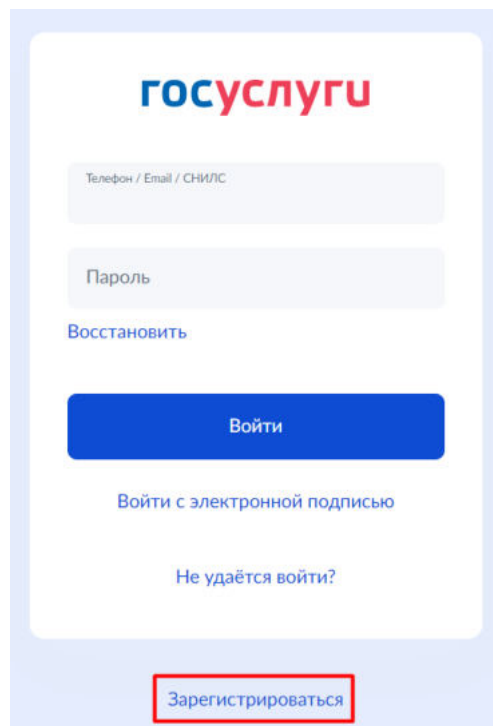 госуслуги
Телефон / Email / СНИЛС
Пароль
Восстановить
Войти
Войти с электронной подписью
Не удаётся войти?
Зарегистрироваться